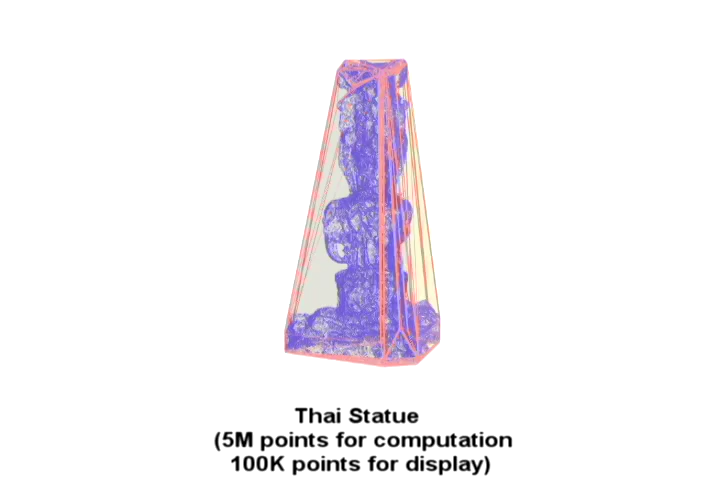 Thai Statue
(5M points for computation
100K points for display)